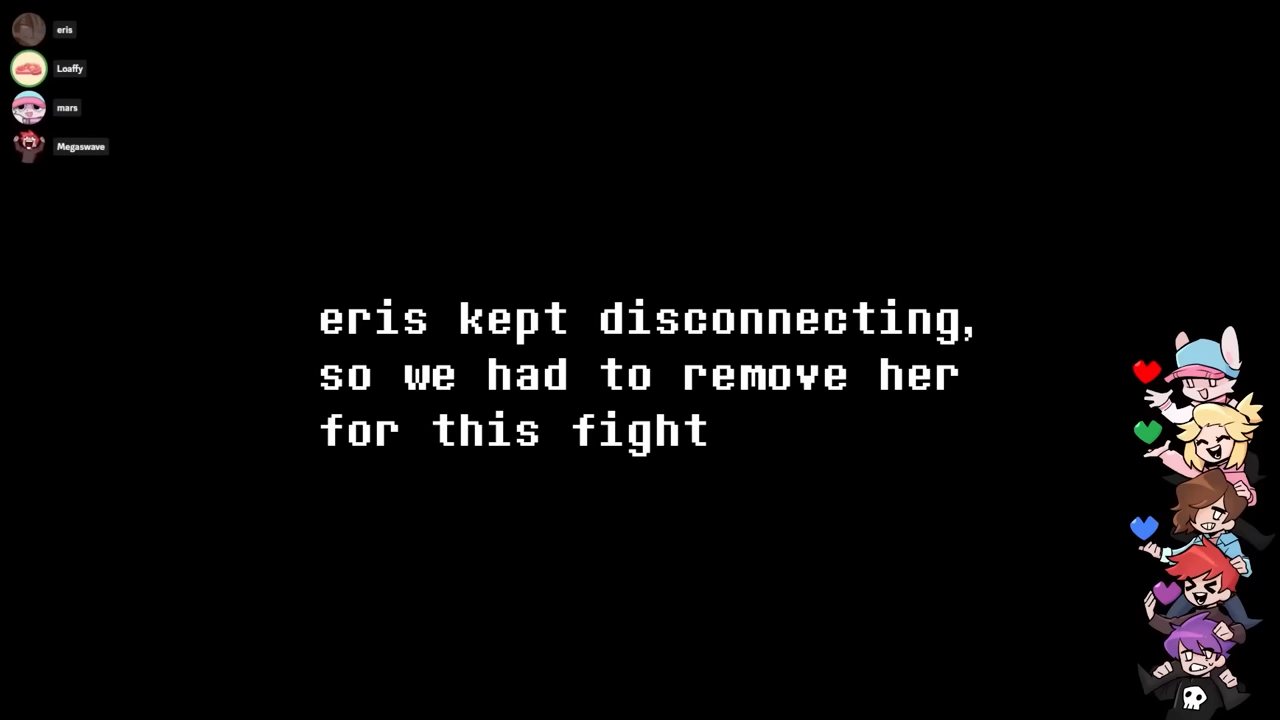 eris
Loaffy
mars
Megaswave
eris kept disconnecting,
so we had to remove her
for this fight